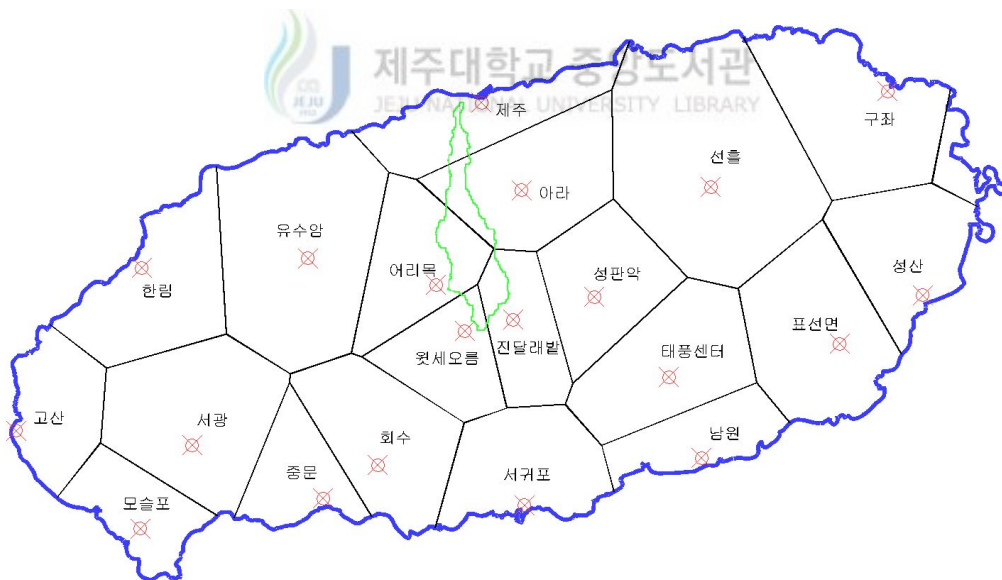 제주대학교 중앙도서관
JEJU NATIONAL UNIVERSITY LIBRARY
JEJU
1952
제주
구좌
선흘
아라
유수암
어리목
성판악
성산
한림
표선면
윗세오름
진달래밭
태풍센터
고산
서광
회수
남원
중문
서귀포
모슬포